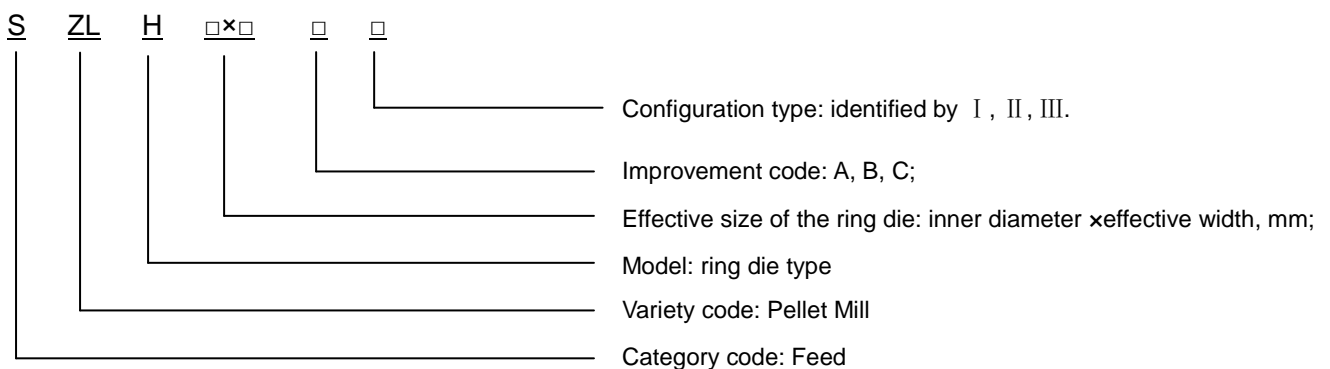 S ZL H □×□ □ □
Configuration type: identified by Ⅰ, Ⅱ, Ⅲ.
Improvement code: A, B, C;
Effective size of the ring die: inner diameter ×effective width, mm;
Model: ring die type
Variety code: Pellet Mill
Category code: Feed